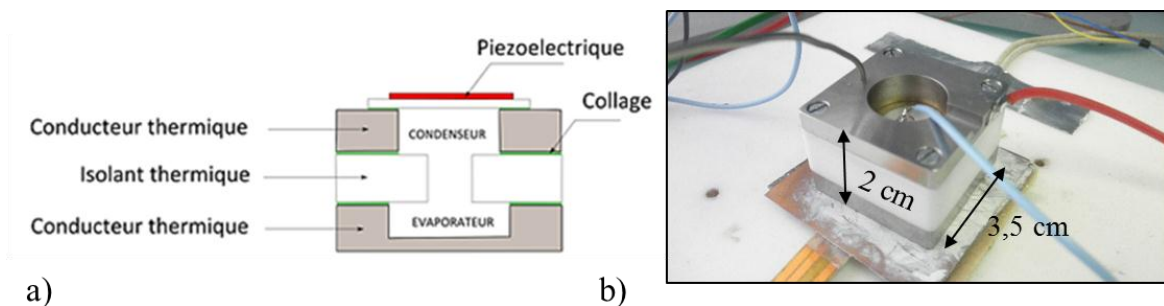 Piezoelectrique
Collage
Conducteur thermique
CONDENSEUR
Isolant thermique
Conducteur thermique
EVAPORATEUR
2 cm
3,5 cm
a)
b)